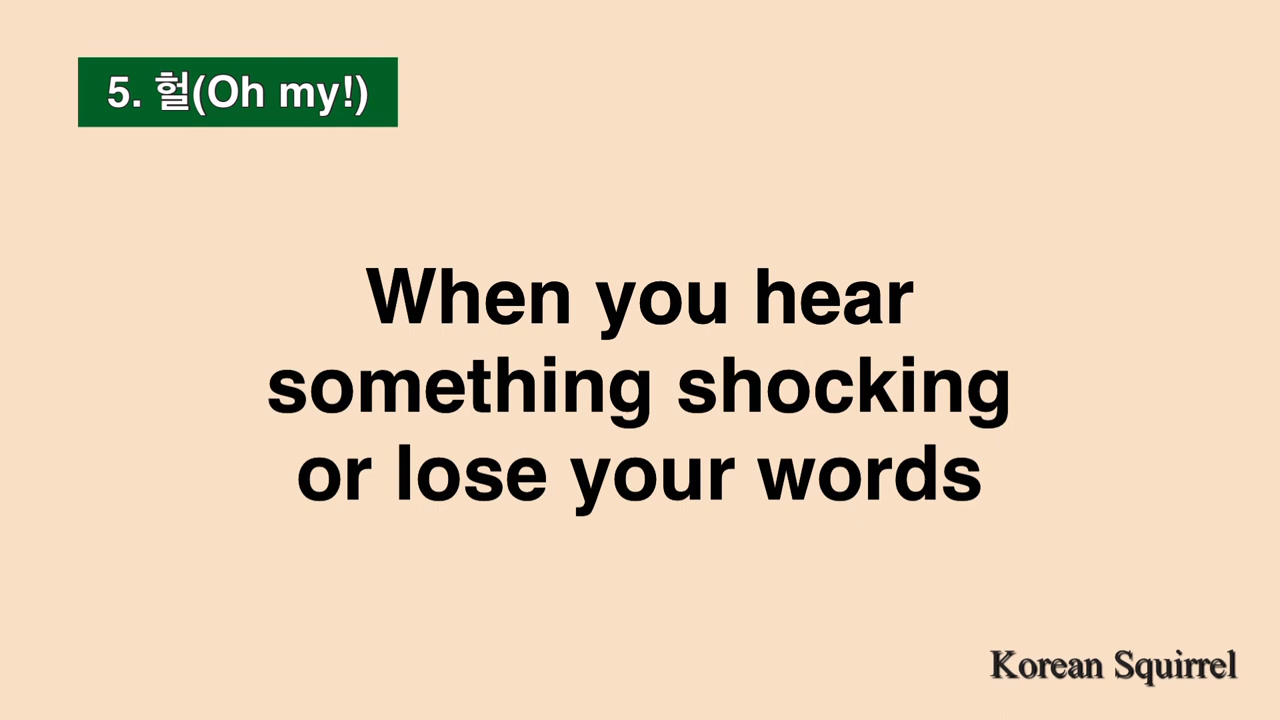 5. 헐(Oh my!)
When you hear
something shocking
or lose your words
Korean Squirrel